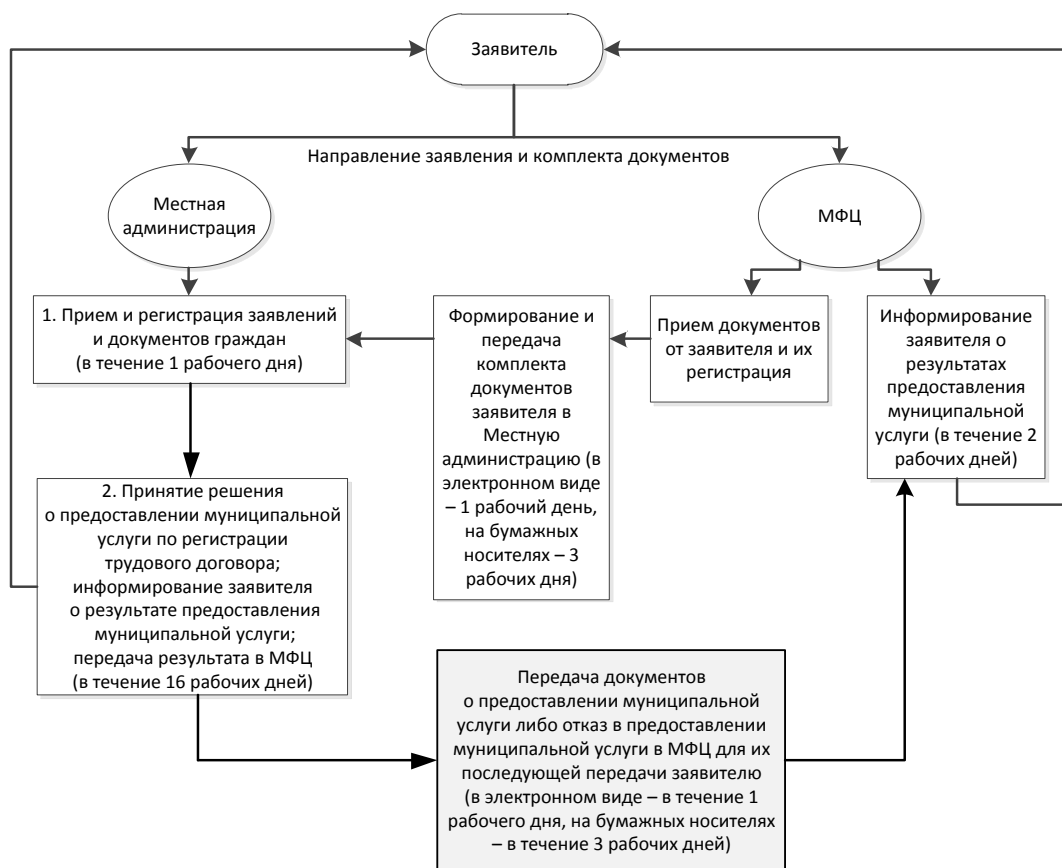 Заявитель
Направление заявления и комплекта документов
Местная
администрация
МФЦ
1. Прием и регистрация заявлений
и документов граждан
(в течение 1 рабочего дня)
Формирование и
передача
комплекта
документов
заявителя в
Местную
администрацию (в
электронном виде
– 1 рабочий день,
на бумажных
носителях – 3
рабочих дня)
Прием документов
от заявителя и их
регистрация
Информирование
заявителя о
результатах
предоставления
муниципальной
услуги (в течение 2
рабочих дней)
2. Принятие решения
о предоставлении муниципальной
услуги по регистрации
трудового договора;
информирование заявителя
о результате предоставления
муниципальной услуги;
передача результата в МФЦ
(в течение 16 рабочих дней)
Передача документов
о предоставлении муниципальной
услуги либо отказ в предоставлении
муниципальной услуги в МФЦ для их
последующей передачи заявителю
(в электронном виде – в течение 1
рабочего дня, на бумажных носителях
– в течение 3 рабочих дней)